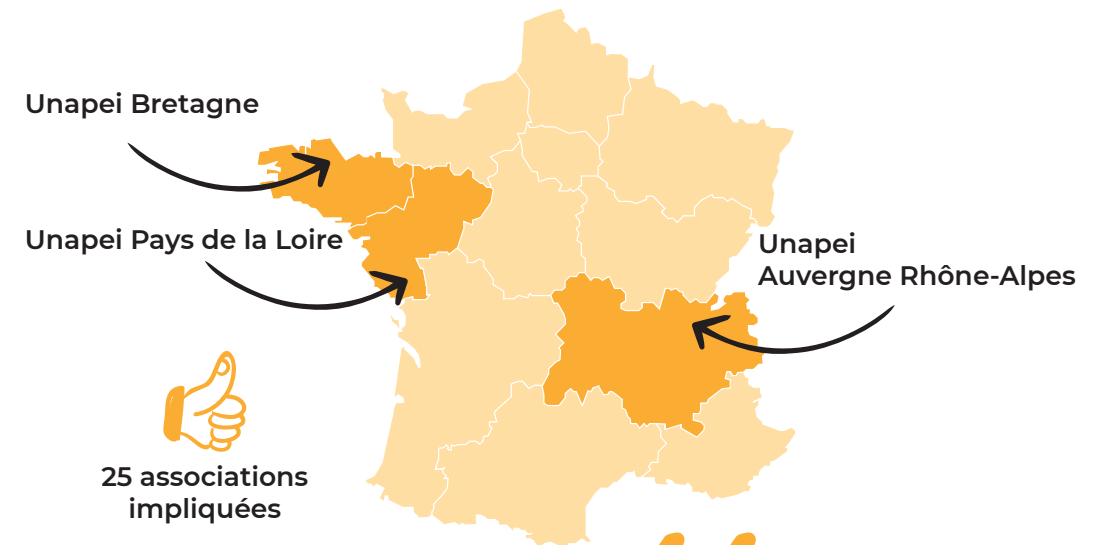 Unapei Bretagne
Unapei Pays de la Loire
Unapei
Auvergne Rhône-Alpes
25 associations
impliquées